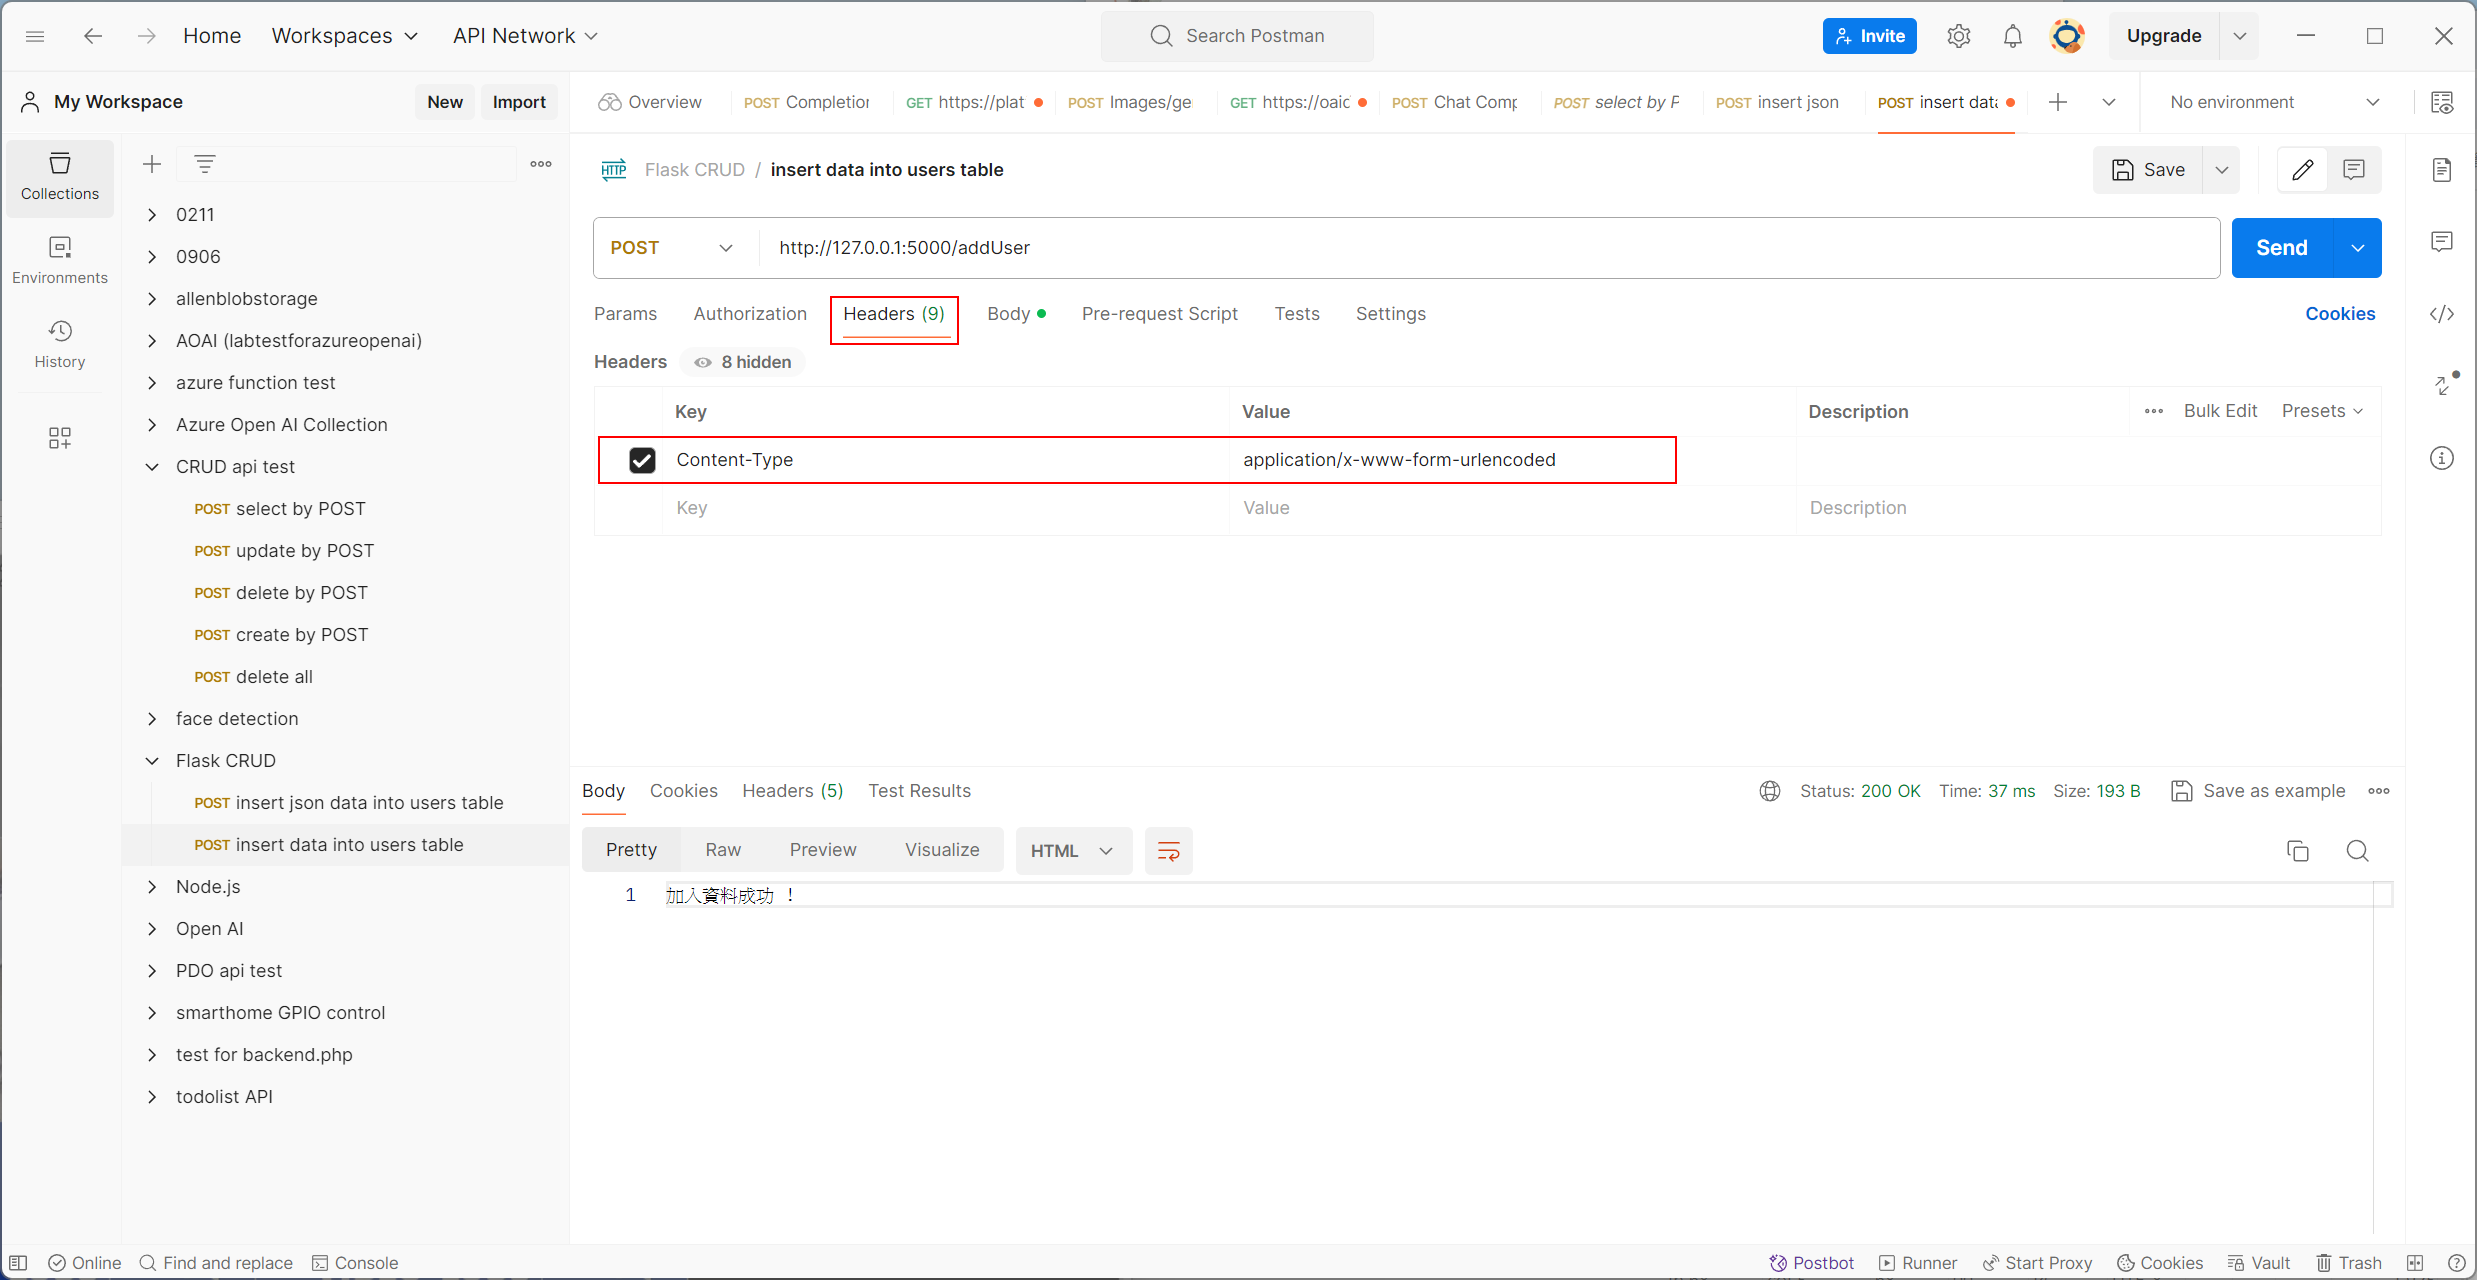 Home Workspaces API Network Search Postman Invite Upgrade
My Workspace New Import
Overview POST Completion GET https://plat POST Images/ge GET https://oaic POST Chat Comp POST select by P POST insert json POST insert data No environment
Collections
Environments
History
0211
0906
allenblobstorage
AOAI (labtestforazureopenai)
azure function test
Azure Open AI Collection
CRUD api test
POST select by POST
POST update by POST
POST delete by POST
POST create by POST
POST delete all
face detection
Flask CRUD
POST insert json data into users table
POST insert data into users table
Node.js
Open AI
PDO api test
smarthome GPIO control
test for backend.php
todolist API
HTTP Flask CRUD / insert data into users table Save
POST http://127.0.0.1:5000/addUser Send
Params Authorization Headers (9) Body Pre-request Script Tests Settings Cookies
Headers 8 hidden
Key Value Description Bulk Edit Presets
Content-Type application/x-www-form-urlencoded
Key Value Description
Body Cookies Headers (5) Test Results Status: 200 OK Time: 37 ms Size: 193 B Save as example
Pretty Raw Preview Visualize HTML
1 加入資料成功 !
Online Find and replace Console Postbot Runner Start Proxy Cookies Vault Trash